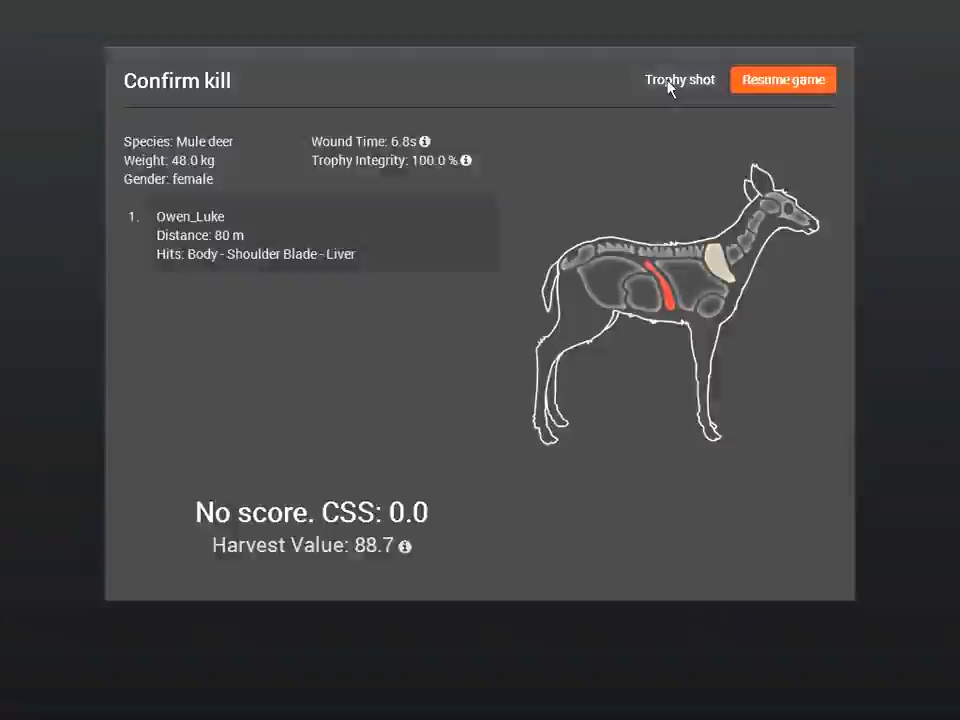 Confirm kill
Trophy shot
Resume game
Species: Mule deer
Weight: 48.0 kg
Gender: female
Wound Time: 6.8s
Trophy Integrity: 100.0 %
1. Owen_Luke
Distance: 80 m
Hits: Body - Shoulder Blade - Liver
No score. CSS: 0.0
Harvest Value: 88.7